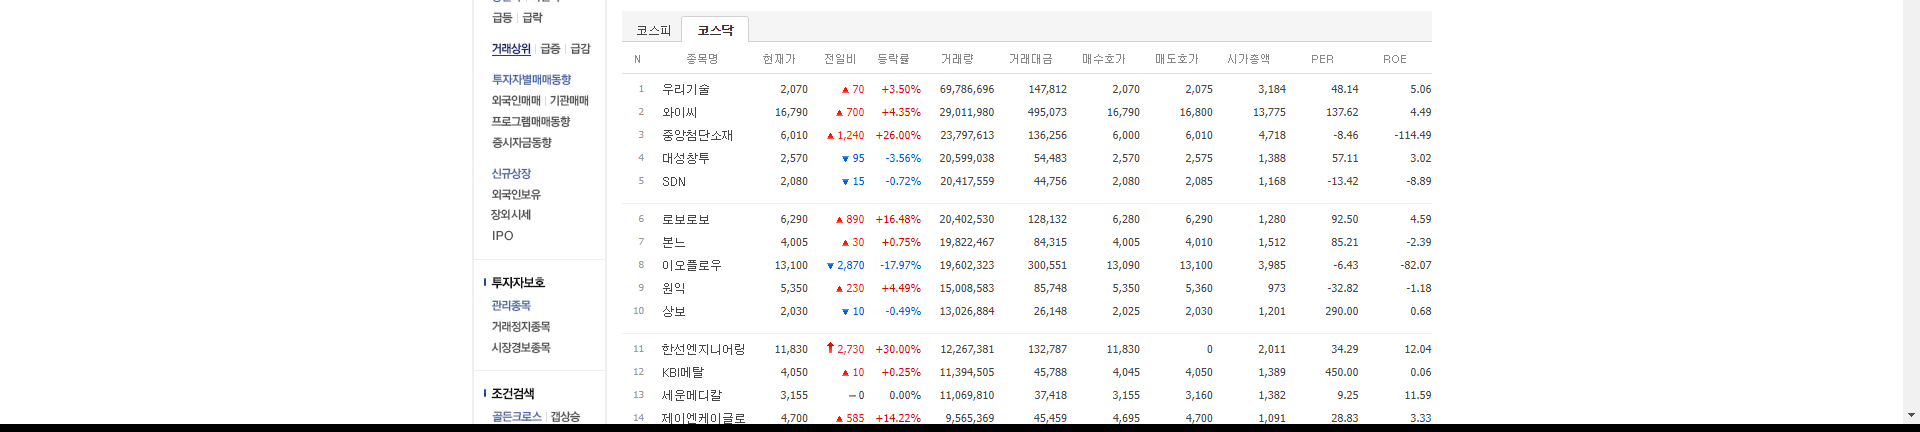 급등 급락
거래상위 급증 급감
투자자별매매동향
외국인매매 기관매매
프로그램매매동향
증시자금동향
신규상장
외국인보유
장외시세
IPO
투자자보호
관리종목
거래정지종목
시장경보종목
조건검색
골든크로스 갭상승
코스피 코스닥
N 종목명 현재가 전일비 등락률 거래량 거래대금 매수호가 매도호가 시가총액 PER ROE
1 우리기술 2,070 ▲ 70 +3.50% 69,786,696 147,812 2,070 2,075 3,184 48.14 5.06
2 와이씨 16,790 ▲ 700 +4.35% 29,011,980 495,073 16,790 16,800 13,775 137.62 4.49
3 중앙첨단소재 6,010 ▲ 1,240 +26.00% 23,797,613 136,256 6,000 6,010 4,718 -8.46 -114.49
4 대성창투 2,570 ▼ 95 -3.56% 20,599,038 54,483 2,570 2,575 1,388 57.11 3.02
5 SDN 2,080 ▼ 15 -0.72% 20,417,559 44,756 2,080 2,085 1,168 -13.42 -8.89
6 로보로보 6,290 ▲ 890 +16.48% 20,402,530 128,132 6,280 6,290 1,280 92.50 4.59
7 본느 4,005 ▲ 30 +0.75% 19,822,467 84,315 4,005 4,010 1,512 85.21 -2.39
8 이오플로우 13,100 ▼ 2,870 -17.97% 19,602,323 300,551 13,090 13,100 3,985 -6.43 -82.07
9 원익 5,350 ▲ 230 +4.49% 15,008,583 85,748 5,350 5,360 973 -32.82 -1.18
10 상보 2,030 ▼ 10 -0.49% 13,026,884 26,148 2,025 2,030 1,201 290.00 0.68
11 한선엔지니어링 11,830 ⬆ 2,730 +30.00% 12,267,381 132,787 11,830 0 2,011 34.29 12.04
12 KBI메탈 4,050 ▲ 10 +0.25% 11,394,505 45,788 4,045 4,050 1,389 450.00 0.06
13 세운메디칼 3,155 – 0 0.00% 11,069,810 37,418 3,155 3,160 1,382 9.25 11.59
14 제이엔케이글로 4,700 ▲ 585 +14.22% 9,565,369 45,459 4,695 4,700 1,091 28.83 3.33